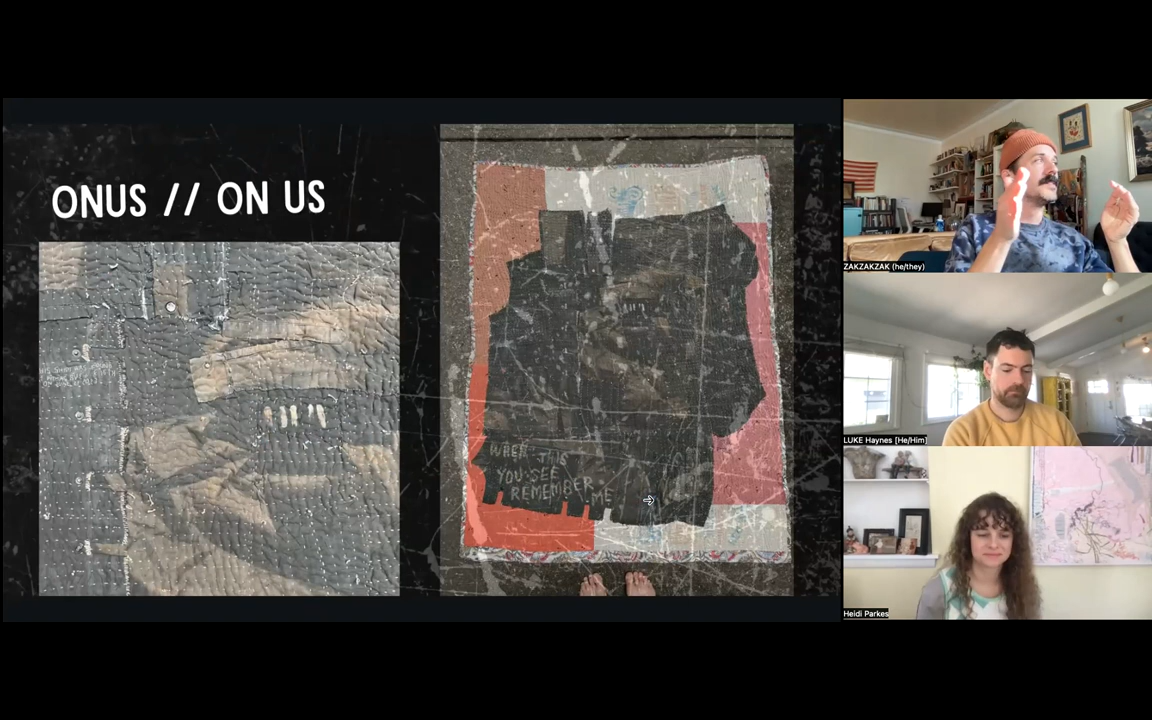 ONUS // ON US
WHEN THIS
YOU SEE
REMEMBER
ME
ZAKZAKZAK (he/they)
LUKE Haynes [He/Him]
Heidi Parkes